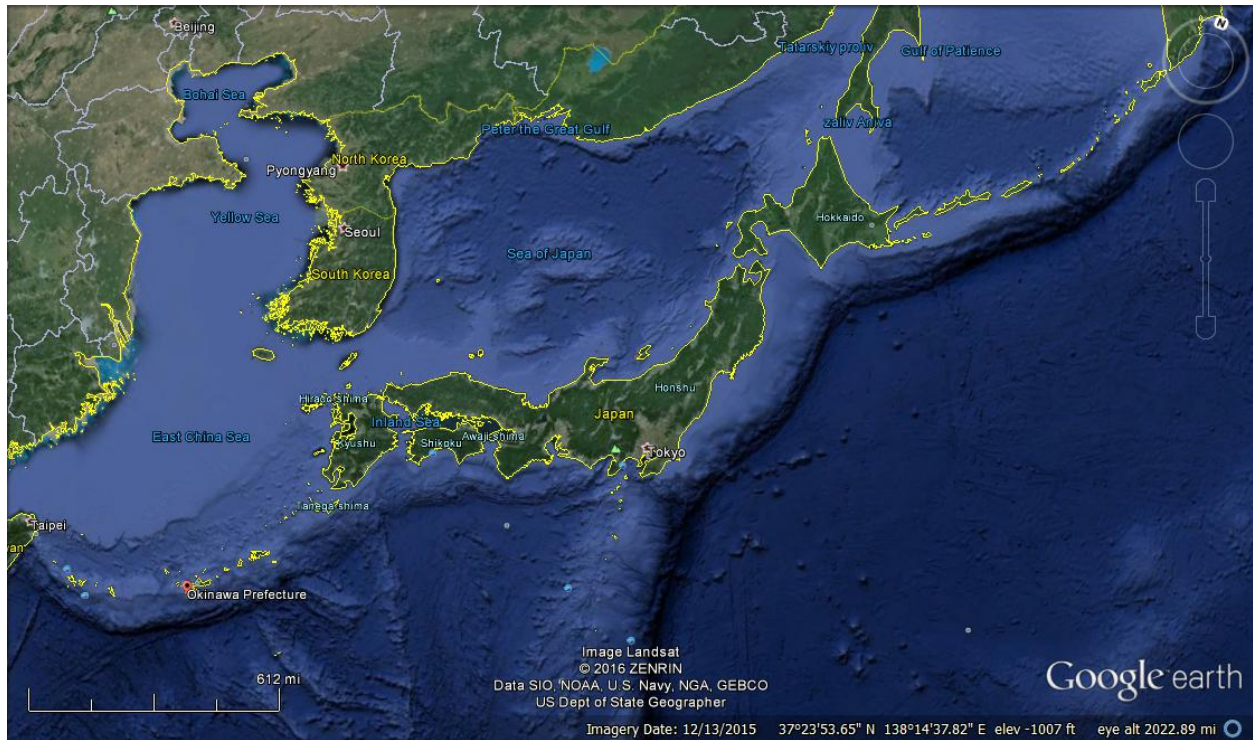 Beijing
Tatarskiy proliv
Gulf of Patience
N
Bohai Sea
zaliv Aniva
Peter the Great Gulf
North Korea
Pyongyang
Yellow Sea
Hokkaido
Seoul
Sea of Japan
South Korea
Honshu
Hirado shima
Japan
Inland Sea
East China Sea
Kyushu
Shikoku
Awaji-shima
Tokyo
Tanega shima
Taipei
an
Okinawa Prefecture
Image Landsat
© 2016 ZENRIN
Data SIO, NOAA, U.S. Navy, NGA, GEBCO
US Dept of State Geographer
612 mi
Google earth
Imagery Date: 12/13/2015 37°23'53.65" N 138°14'37.82" E elev -1007 ft eye alt 2022.89 mi